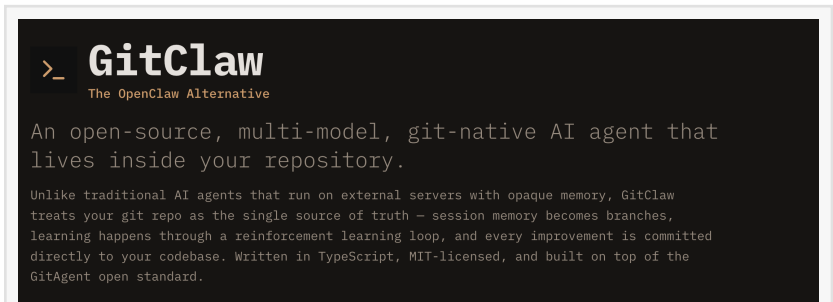 >_ GitClaw
The OpenClaw Alternative
An open-source, multi-model, git-native AI agent that
lives inside your repository.
Unlike traditional AI agents that run on external servers with opaque memory, GitClaw
treats your git repo as the single source of truth — session memory becomes branches,
learning happens through a reinforcement learning loop, and every improvement is committed
directly to your codebase. Written in TypeScript, MIT-licensed, and built on top of the
GitAgent open standard.